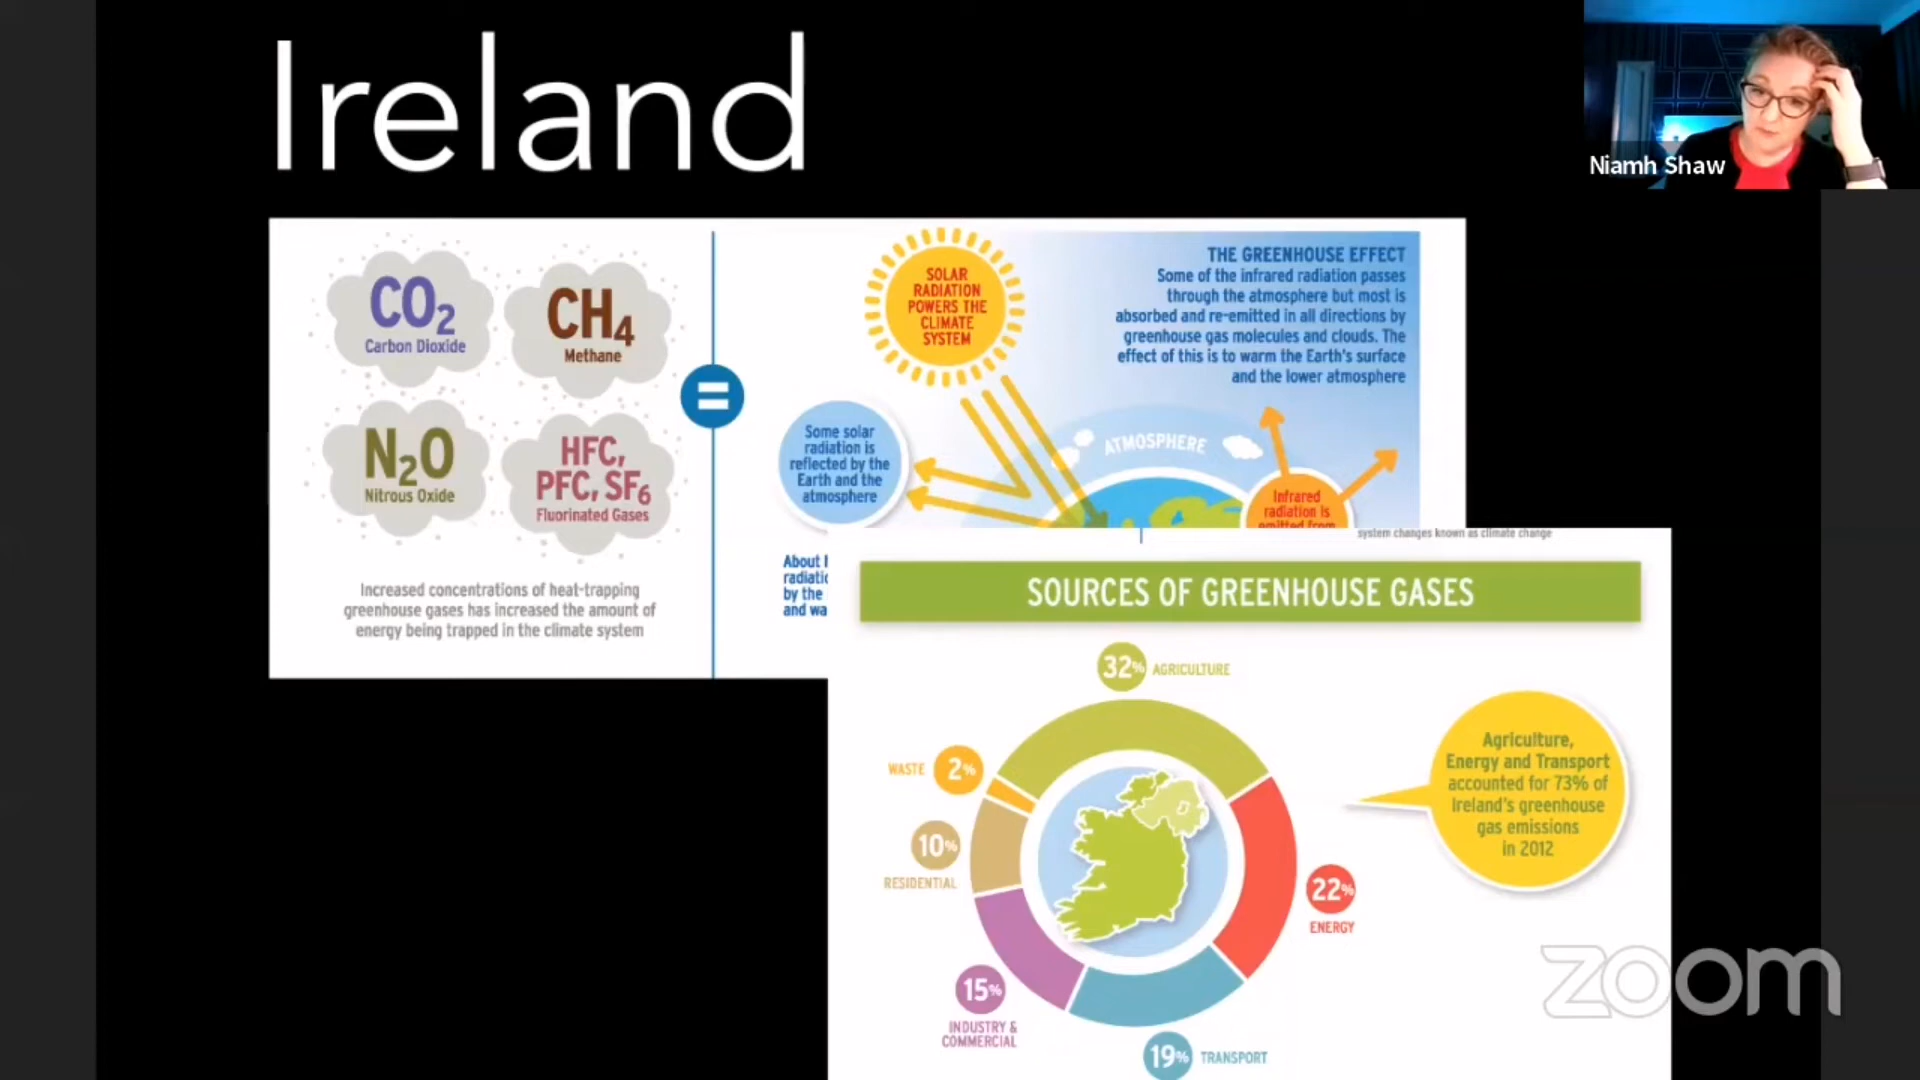 Ireland
Niamh Shaw
CO2
Carbon Dioxide
CH4
Methane
N2O
Nitrous Oxide
HFC,
PFC, SF6
Fluorinated Gases
Increased concentrations of heat-trapping
greenhouse gases has increased the amount of
energy being trapped in the climate system
=
SOLAR
RADIATION
POWERS THE
CLIMATE
SYSTEM
THE GREENHOUSE EFFECT
Some of the infrared radiation passes
through the atmosphere but most is
absorbed and re-emitted in all directions by
greenhouse gas molecules and clouds. The
effect of this is to warm the Earth's surface
and the lower atmosphere
Some solar
radiation is
reflected by the
Earth and the
atmosphere
ATMOSPHERE
Infrared
radiation is
emitted from
About
by the
and wa
system changes known as climate change
SOURCES OF GREENHOUSE GASES
32% AGRICULTURE
WASTE 2%
10%
RESIDENTIAL
15%
INDUSTRY &
COMMERCIAL
19% TRANSPORT
22%
ENERGY
Agriculture,
Energy and Transport
accounted for 73% of
Ireland's greenhouse
gas emissions
in 2012
zoom